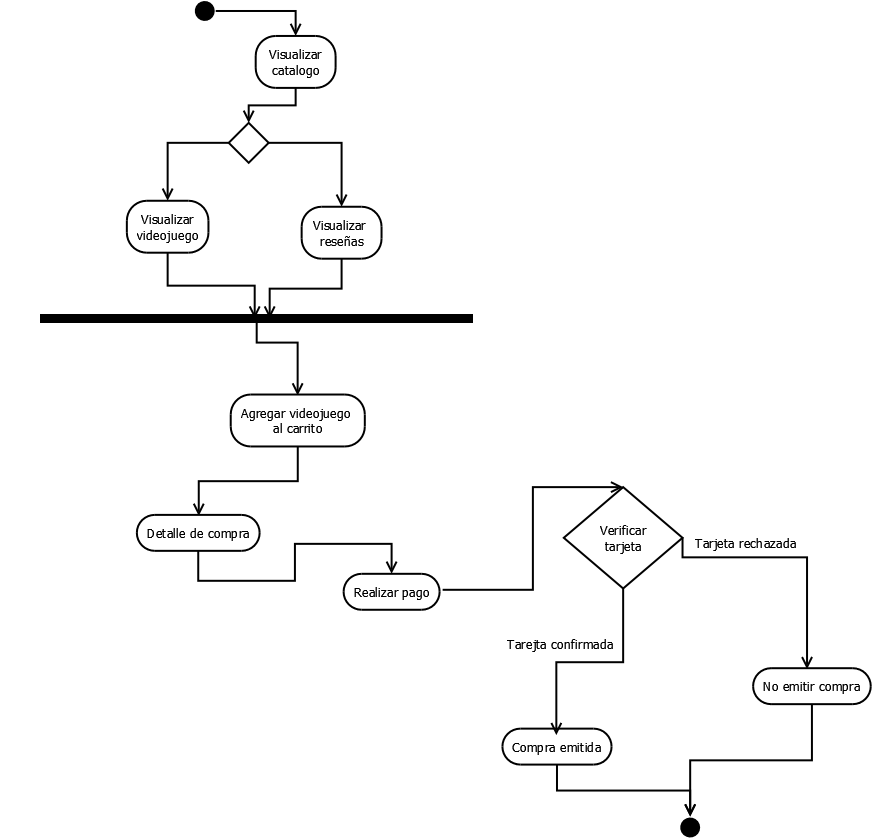 Visualizar
catalogo
Visualizar
videojuego
Visualizar
reseñas
Agregar videojuego
al carrito
Detalle de compra
Realizar pago
Verificar
tarjeta
Tarjeta rechazada
Tarejta confirmada
No emitir compra
Compra emitida